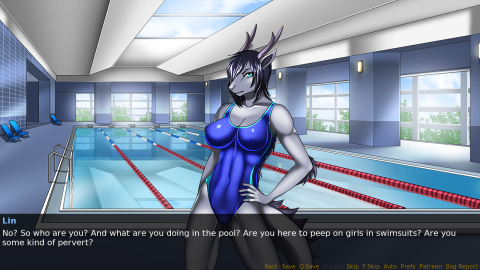 Lin
No? So who are you? And what are you doing in the pool? Are you here to peep on girls in swimsuits? Are you
some kind of pervert?
Back Save Q.Save Q.Load Skip F.Skip Auto Prefs Patreon Bug Report